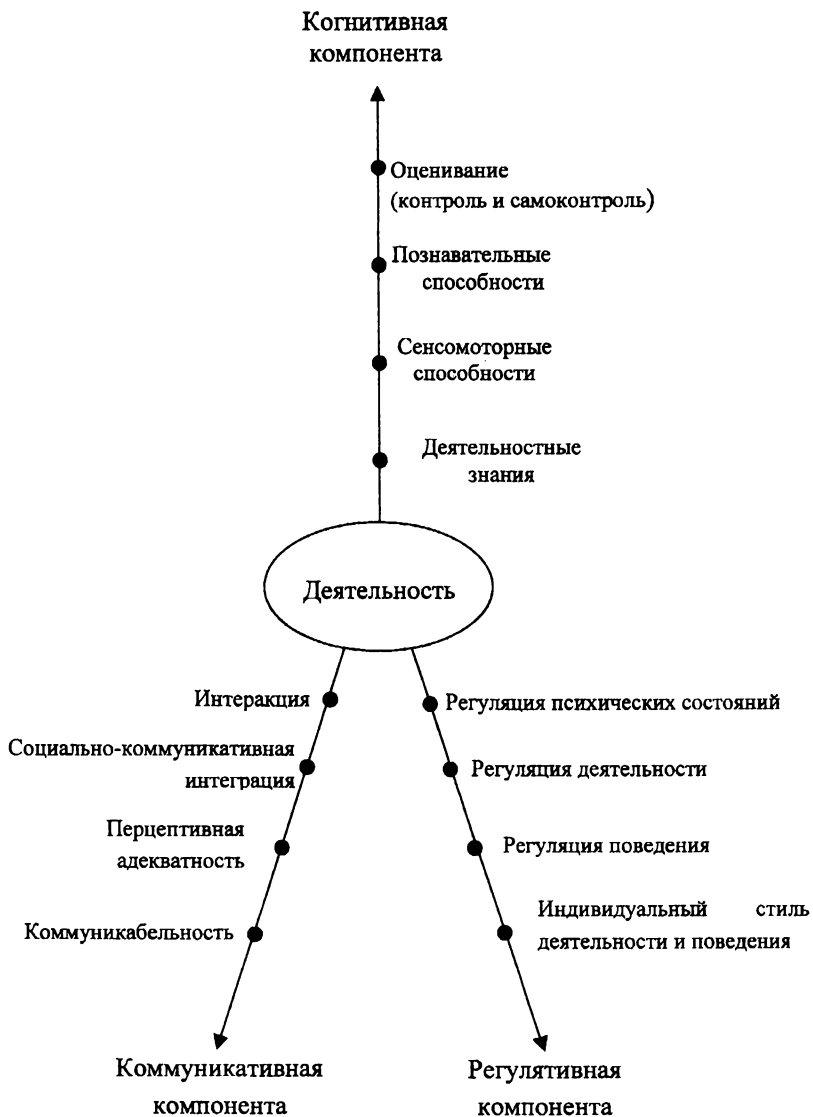 Когнитивная
компонента
Оценивание
(контроль и самоконтроль)
Познавательные
способности
Сенсомоторные
способности
Деятельностные
знания
Деятельность
Интеракция
Регуляция психических состояний
Социально-коммуникативная
интеграция
Регуляция деятельности
Перцептивная
адекватность
Регуляция поведения
Коммуникабельность
Индивидуальный стиль
деятельности и поведения
Коммуникативная
компонента
Регулятивная
компонента